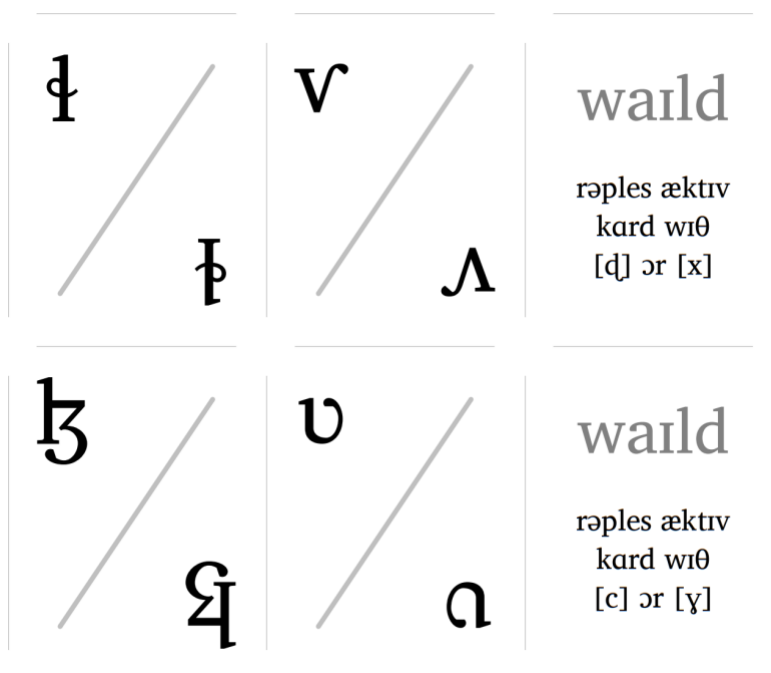 ɬ
ɬ
ⱱ
ⱱ
waɪld
rəples æktɪv
kɑrd wɪθ
[ɖ] ɔr [x]
ɮ
ɮ
ʋ
ʋ
waɪld
rəples æktɪv
kɑrd wɪθ
[c] ɔr [ɣ]